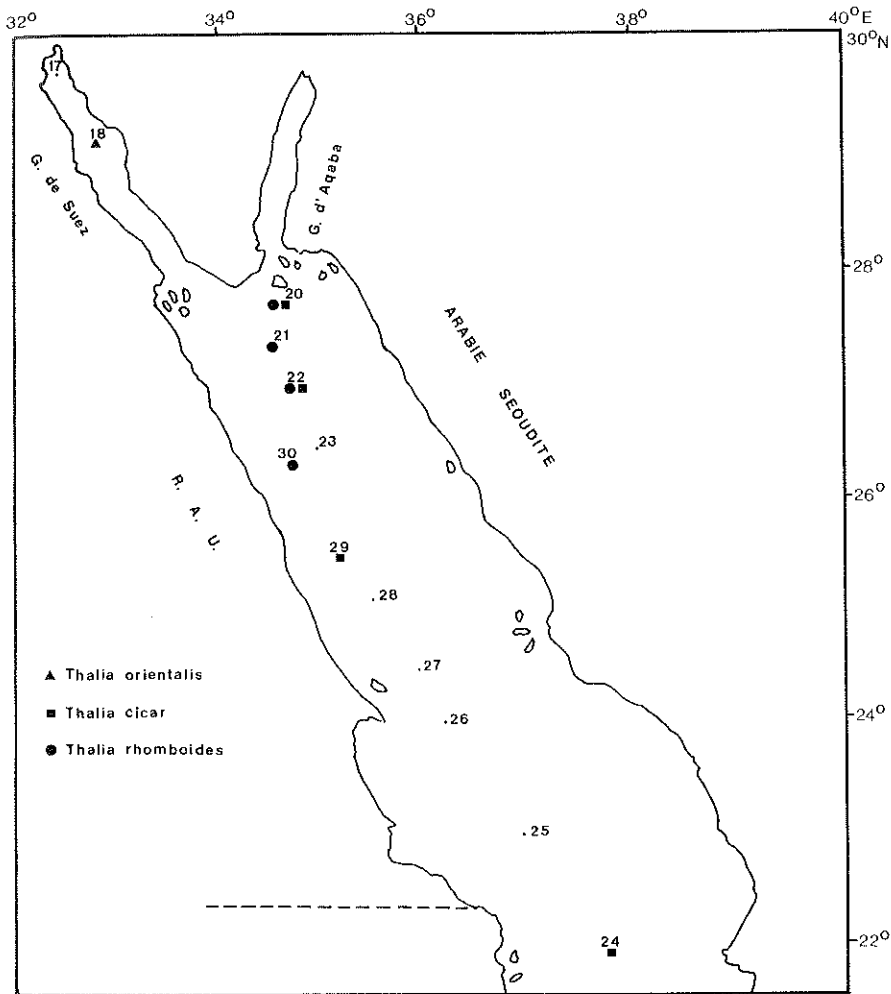 32° 34° 36° 38° 40°E
30°N
17
18
G. de Suez
G. d'Aqaba
28°
20
21
ARABIE SEOUDITE
22
23
30
R. A. U.
26°
29
28
27
▲ Thalia orientalis
■ Thalia cicar
● Thalia rhomboides
24°
26
25
22°
24